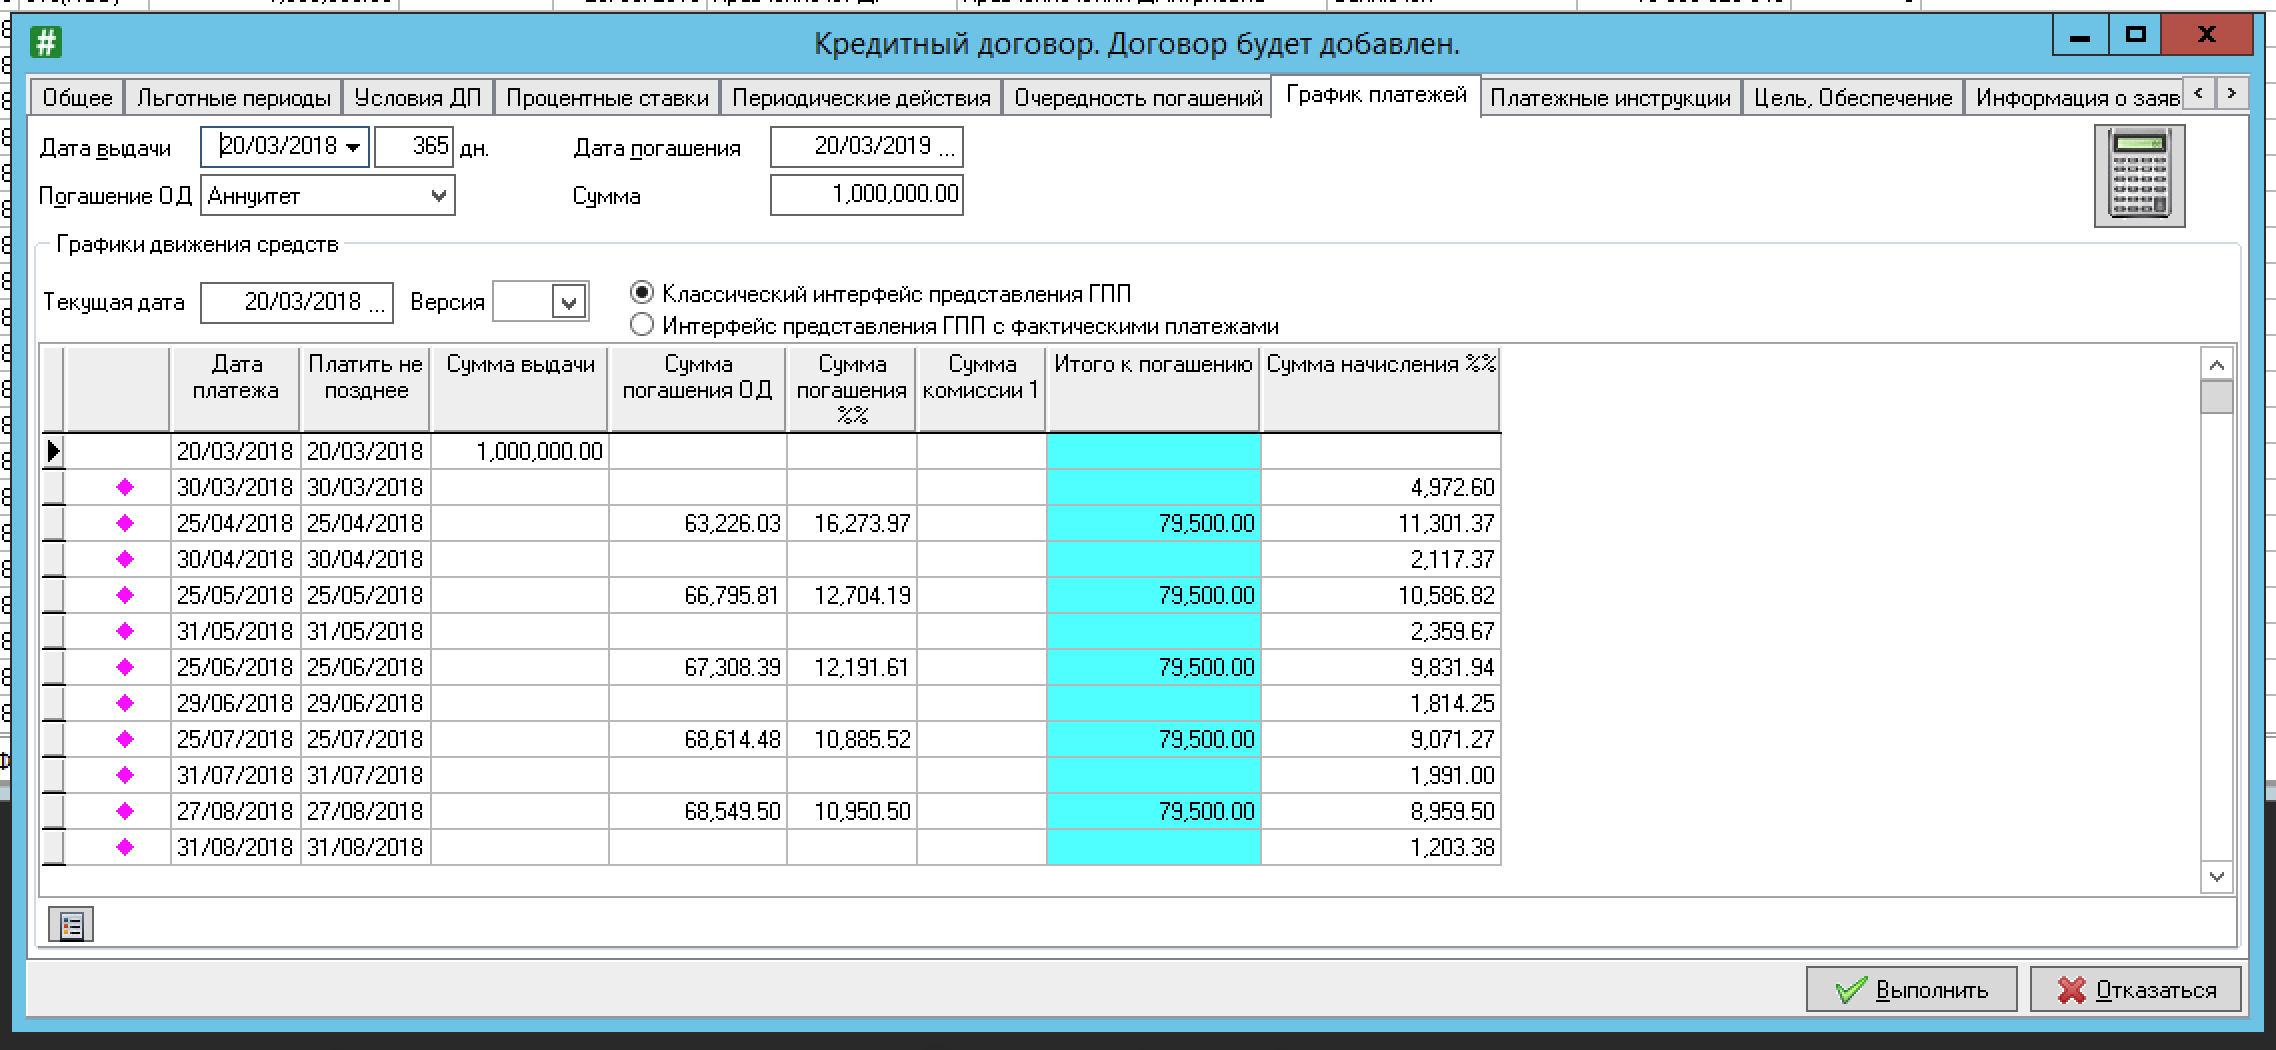 Кредитный договор. Договор будет добавлен.
Общее Льготные периоды Условия ДП Процентные ставки Периодические действия Очередность погашений График платежей Платежные инструкции Цель, Обеспечение Информация о заяв
Дата выдачи 20/03/2018 365 дн. Дата погашения 20/03/2019 ...
Погашение ОД Аннуитет Сумма 1,000,000.00
Графики движения средств
Текущая дата 20/03/2018 ... Версия
Классический интерфейс представления ГПП
Интерфейс представления ГПП с фактическими платежами
Дата платежа Платить не позднее Сумма выдачи Сумма погашения ОД Сумма погашения %% Сумма комиссии 1 Итого к погашению Сумма начисления %%
20/03/2018 20/03/2018 1,000,000.00
30/03/2018 30/03/2018 4,972.60
25/04/2018 25/04/2018 63,226.03 16,273.97 79,500.00 11,301.37
30/04/2018 30/04/2018 2,117.37
25/05/2018 25/05/2018 66,795.81 12,704.19 79,500.00 10,586.82
31/05/2018 31/05/2018 2,359.67
25/06/2018 25/06/2018 67,308.39 12,191.61 79,500.00 9,831.94
29/06/2018 29/06/2018 1,814.25
25/07/2018 25/07/2018 68,614.48 10,885.52 79,500.00 9,071.27
31/07/2018 31/07/2018 1,991.00
27/08/2018 27/08/2018 68,549.50 10,950.50 79,500.00 8,959.50
31/08/2018 31/08/2018 1,203.38
Выполнить Отказаться